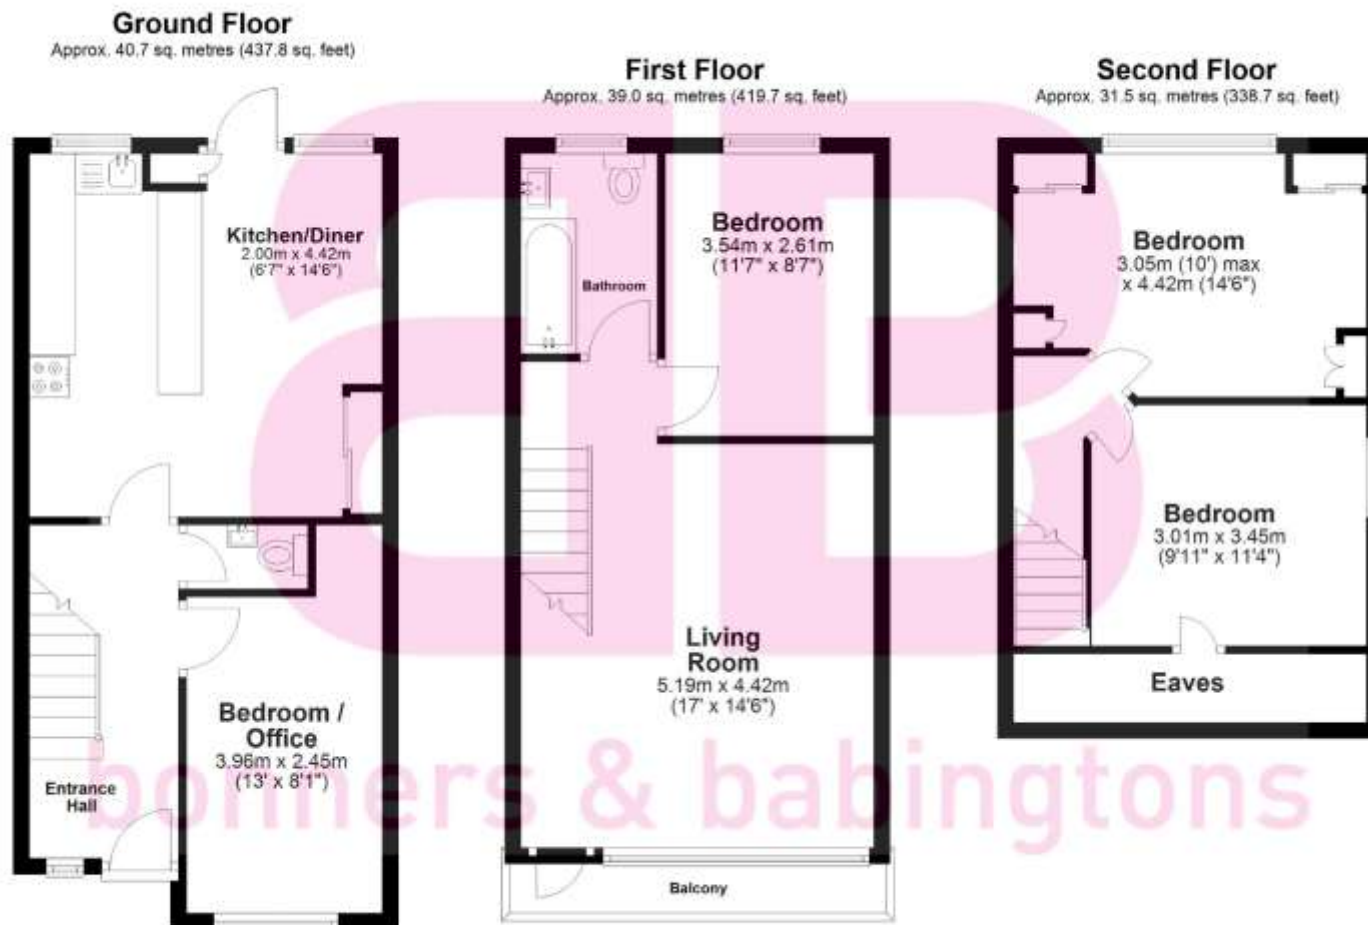 Ground Floor
Approx. 40.7 sq. metres (437.8 sq. feet)
Kitchen/Diner
2.00m x 4.42m
(6'7" x 14'6")
Bedroom /
Office
3.96m x 2.45m
(13' x 8'1")
Entrance
Hall
First Floor
Approx. 39.0 sq. metres (419.7 sq. feet)
Bedroom
3.54m x 2.61m
(11'7" x 8'7")
Bathroom
Living
Room
5.19m x 4.42m
(17' x 14'6")
Balcony
Second Floor
Approx. 31.5 sq. metres (338.7 sq. feet)
Bedroom
3.05m (10') max
x 4.42m (14'6")
Bedroom
3.01m x 3.45m
(9'11" x 11'4")
Eaves
aB
bonners & babingtons